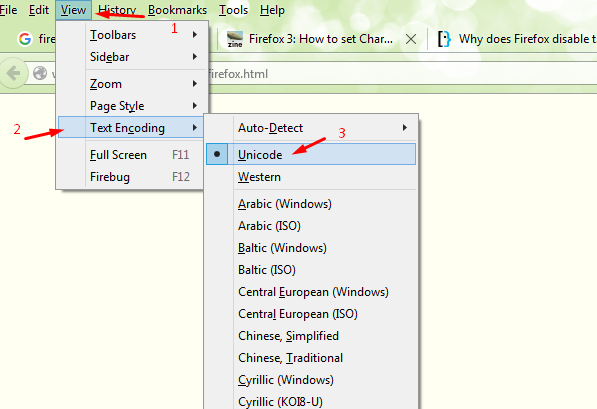 File Edit View History Bookmarks Tools Help
1
fire
zine
Firefox 3: How to set Char... ×
Why does Firefox disable t
firefox.html
Toolbars
Sidebar
Zoom
Page Style
2
Text Encoding
Full Screen F11
Firebug F12
Auto-Detect
3
Unicode
Western
Arabic (Windows)
Arabic (ISO)
Baltic (Windows)
Baltic (ISO)
Central European (Windows)
Central European (ISO)
Chinese, Simplified
Chinese, Traditional
Cyrillic (Windows)
Cyrillic (KOI8-U)